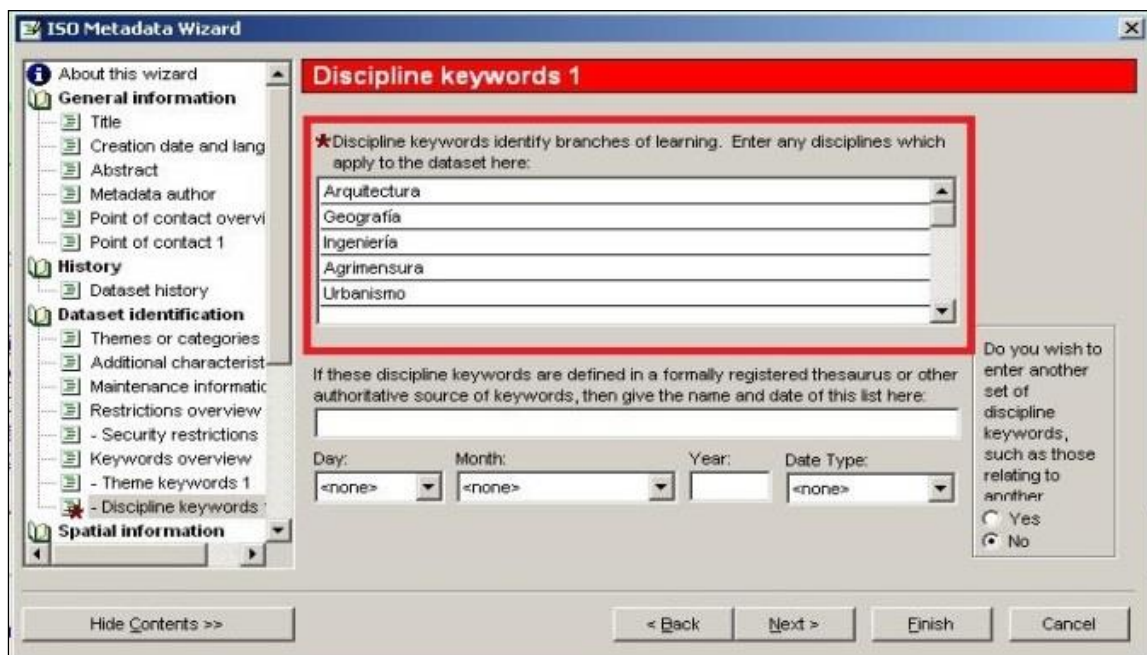 ISO Metadata Wizard
About this wizard
General information
Title
Creation date and lang
Abstract
Metadata author
Point of contact overvi
Point of contact 1
History
Dataset history
Dataset identification
Themes or categories
Additional characterist
Maintenance informatic
Restrictions overview
- Security restrictions
Keywords overview
- Theme keywords 1
- Discipline keywords
Spatial information
Hide Contents >>
Discipline keywords 1
*Discipline keywords identify branches of learning. Enter any disciplines which
apply to the dataset here:
Arquitectura
Geografía
Ingeniería
Agrimensura
Urbanismo
If these discipline keywords are defined in a formally registered thesaurus or other
authoritative source of keywords, then give the name and date of this list here:
Day: Month: Year: Date Type:
<none> <none> <none>
Do you wish to
enter another
set of
discipline
keywords,
such as those
relating to
another
Yes
No
< Back Next > Finish Cancel